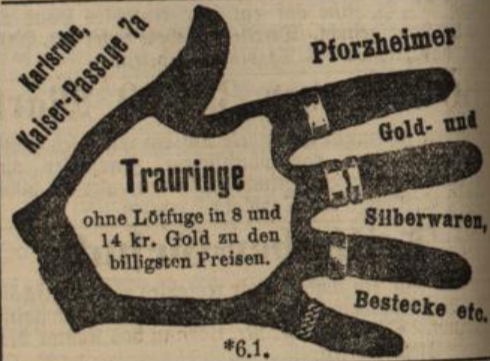 Karlsruhe,
Kaiser-Passage 7a
Pforzheimer
Gold- und
Silberwaren,
Bestecke etc.
Trauringe
ohne Lötfuge in 8 und
14 kr. Gold zu den
billigsten Preisen.
*6.1.